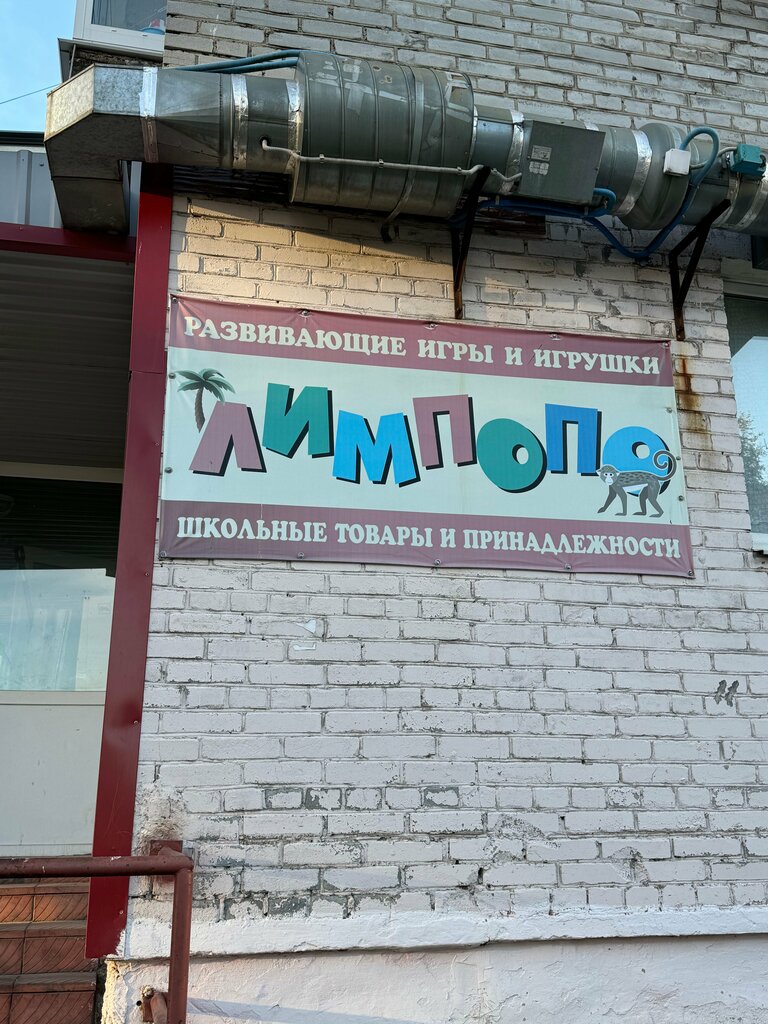 РАЗВИВАЮЩИЕ ИГРЫ И ИГРУШКИ
ЛИМПОПО
ШКОЛЬНЫЕ ТОВАРЫ И ПРИНАДЛЕЖНОСТИ